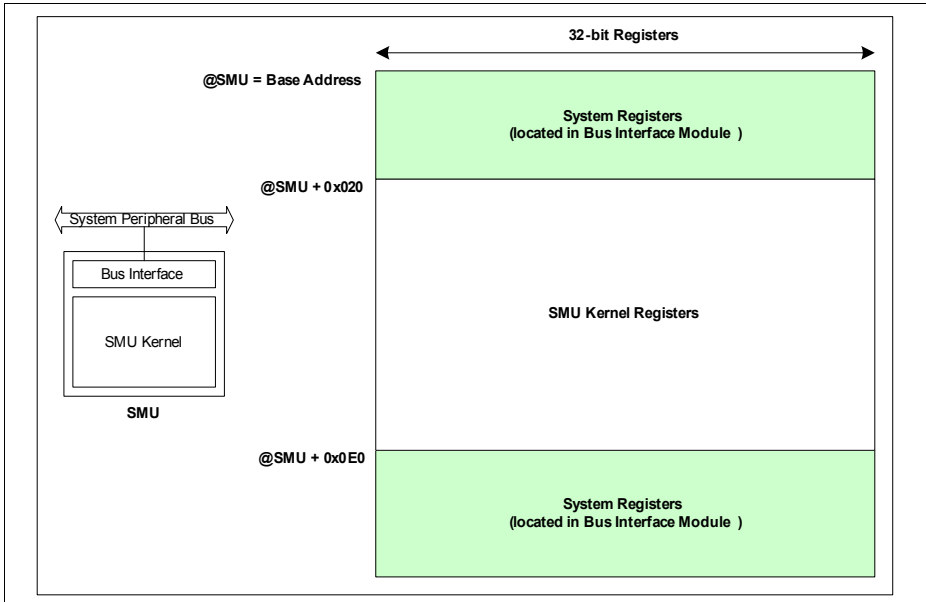 32-bit Registers
@SMU = Base Address
System Registers
(located in Bus Interface Module )
@SMU + 0x020
System Peripheral Bus
Bus Interface
SMU Kernel Registers
SMU Kernel
SMU
@SMU + 0x0E0
System Registers
(located in Bus Interface Module )